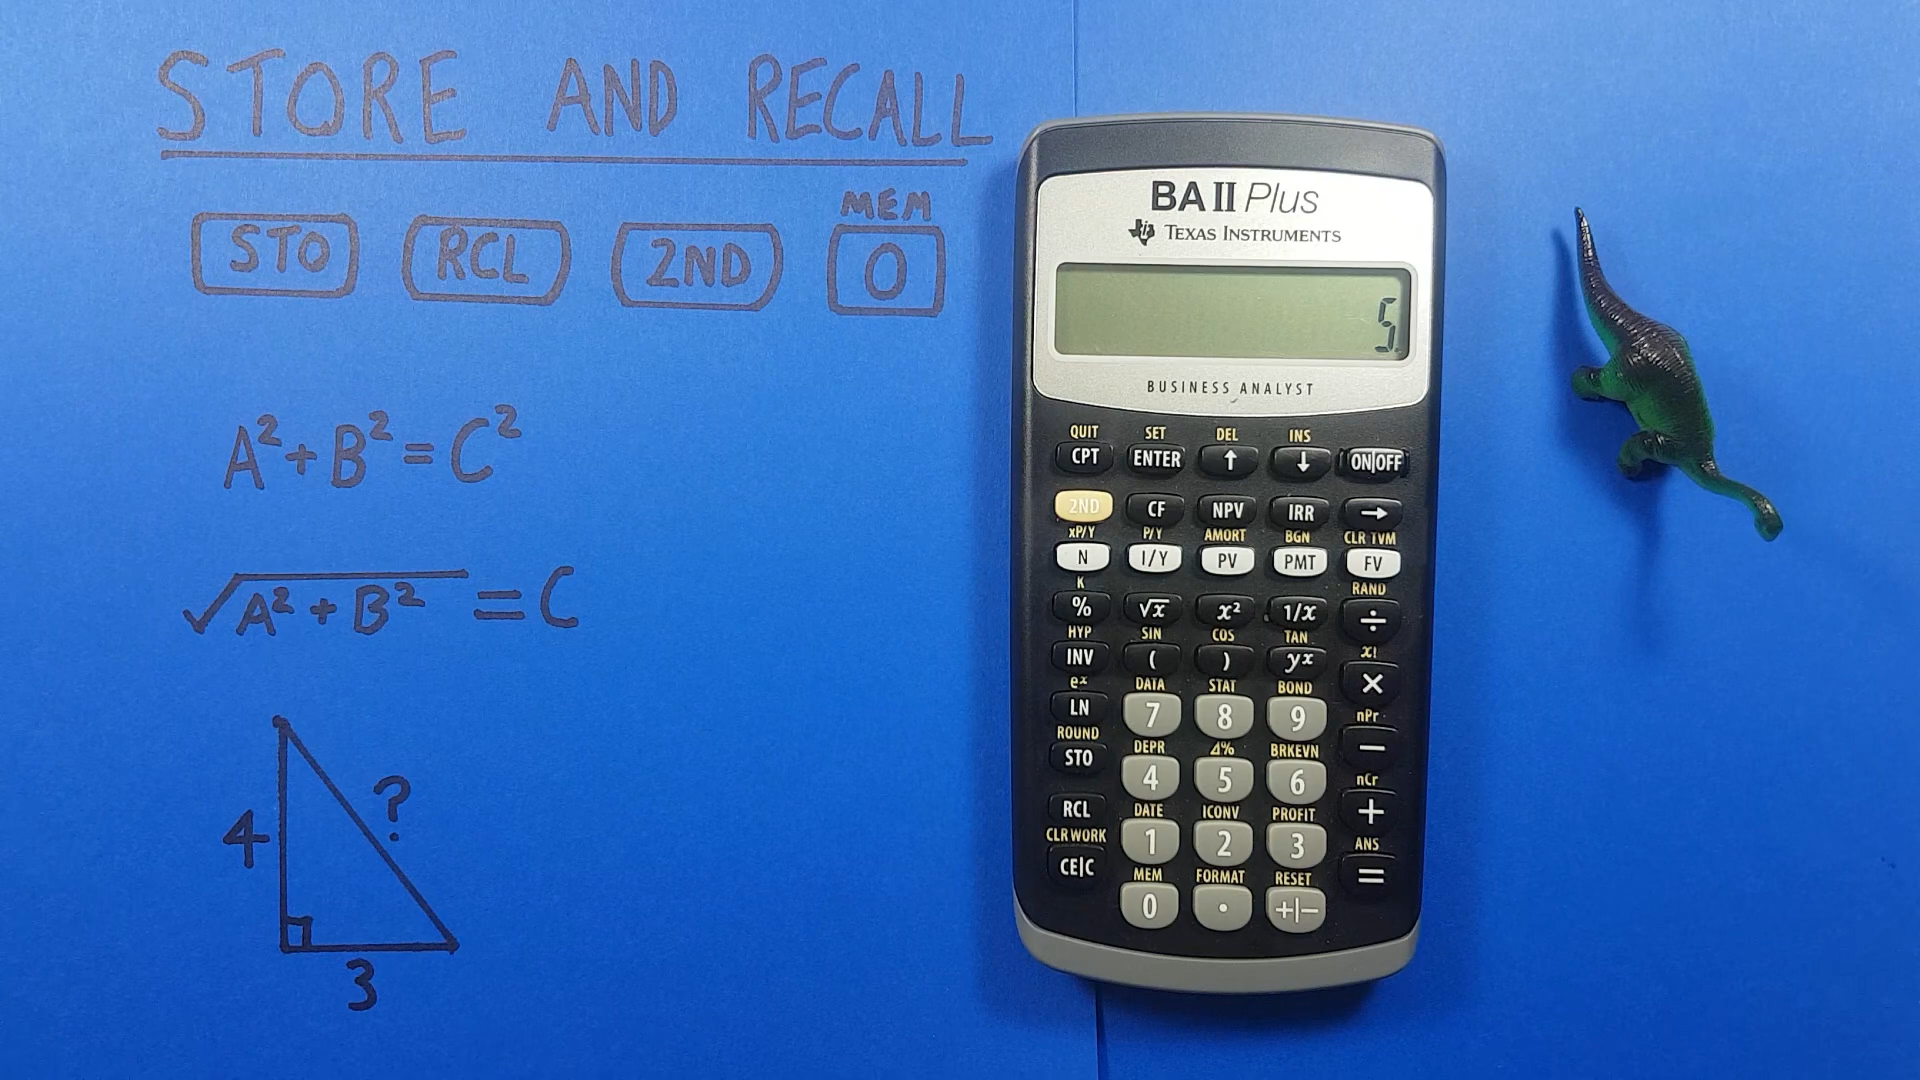 STORE AND RECALL
MEM
STO RCL 2ND 0
A²+B²=C²
√A²+B² = C
4 ?
3
BA II Plus
TEXAS INSTRUMENTS
5.
BUSINESS ANALYST
QUIT SET DEL INS
CPT ENTER ↑ ↓ ON|OFF
2ND CF NPV IRR →
xP/Y P/Y AMORT BGN CLR TVM
N I/Y PV PMT FV
K RAND
% √x x² 1/x ÷
HYP SIN COS TAN x!
INV ( ) yx ×
eˣ DATA STAT BOND nPr
LN 7 8 9 −
ROUND DEPR Δ% BRKEVN nCr
STO 4 5 6 +
DATE ICONV PROFIT
RCL 1 2 3
CLR WORK ANS
CE|C =
MEM FORMAT RESET
0 . +|−